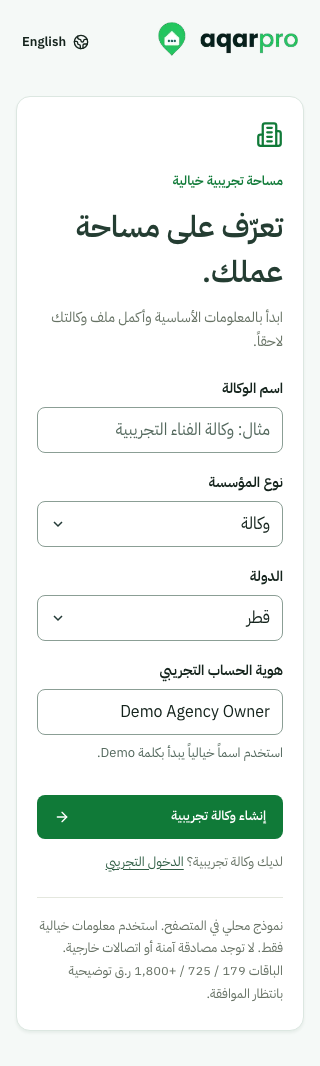 aqarpro
English
مساحة تجريبية خيالية
تعرّف على مساحة
عملك.
ابدأ بالمعلومات الأساسية وأكمل ملف وكالتك
لاحقاً.
اسم الوكالة
مثال: وكالة الفناء التجريبية
نوع المؤسسة
وكالة
الدولة
قطر
هوية الحساب التجريبي
Demo Agency Owner
استخدم اسماً خيالياً يبدأ بكلمة Demo.
إنشاء وكالة تجريبية
لديك وكالة تجريبية؟ الدخول التجريبي
نموذج محلي في المتصفح. استخدم معلومات خيالية
فقط. لا توجد مصادقة آمنة أو اتصالات خارجية.
الباقات 179 / 725 / +1,800 ر.ق توضيحية
بانتظار الموافقة.